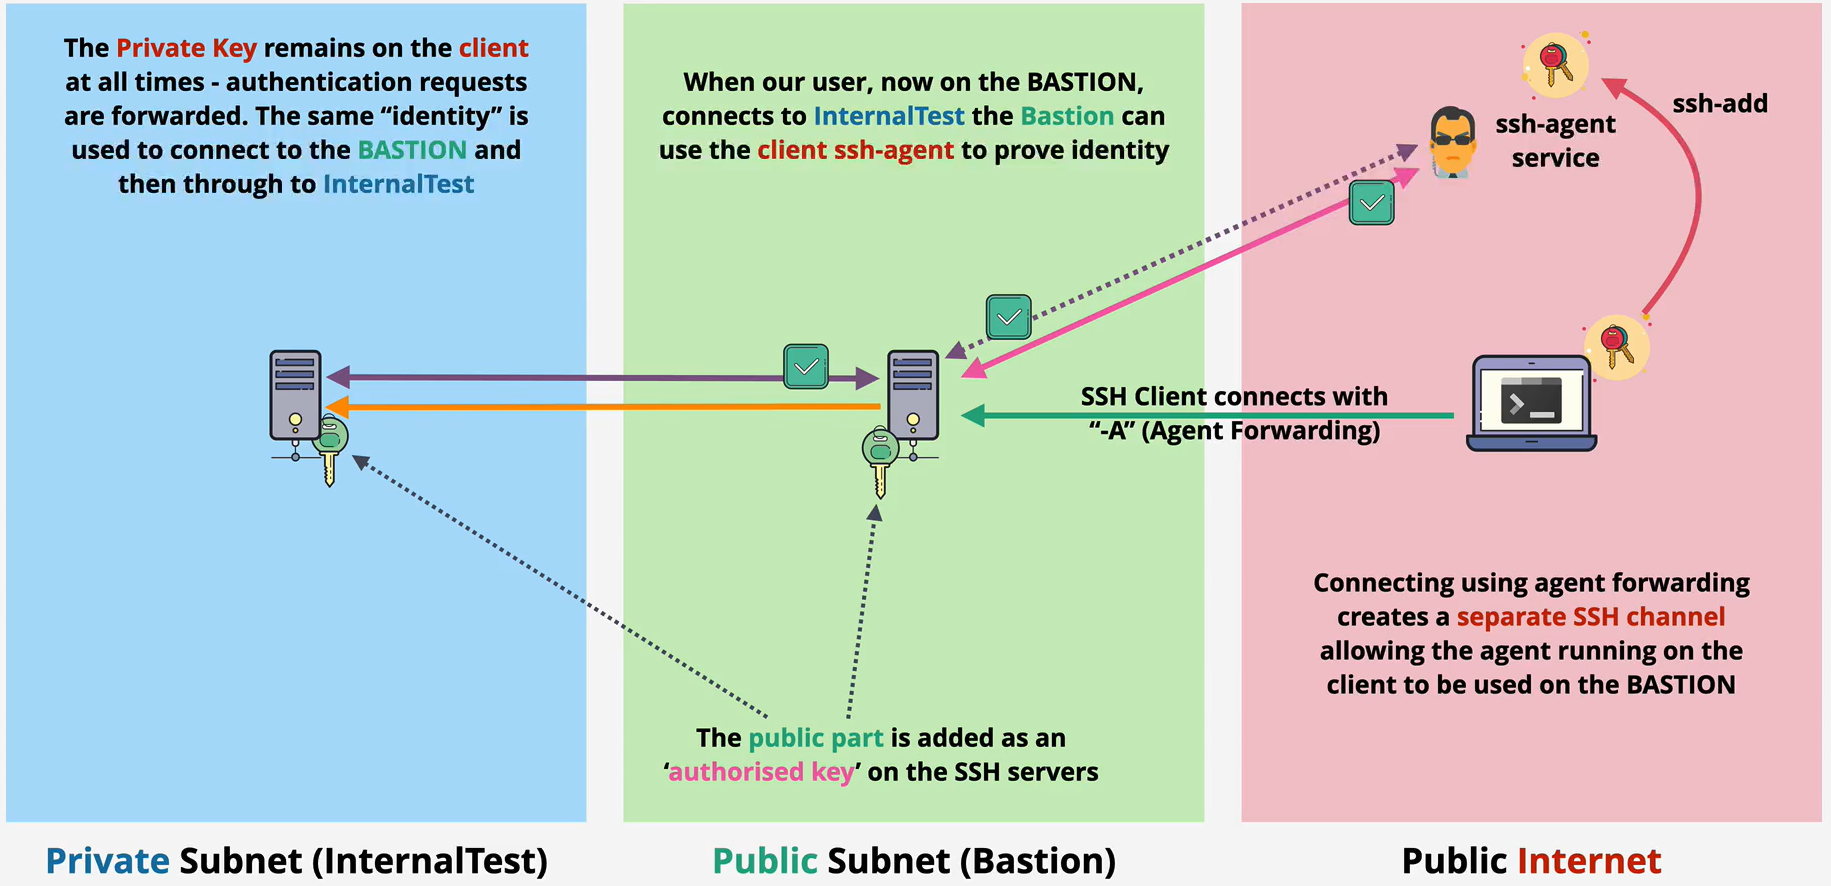 The Private Key remains on the client
at all times - authentication requests
are forwarded. The same “identity” is
used to connect to the BASTION and
then through to InternalTest
When our user, now on the BASTION,
connects to InternalTest the Bastion can
use the client ssh-agent to prove identity
ssh-add
ssh-agent
service
SSH Client connects with
“-A” (Agent Forwarding)
Connecting using agent forwarding
creates a separate SSH channel
allowing the agent running on the
client to be used on the BASTION
The public part is added as an
‘authorised key’ on the SSH servers
Private Subnet (InternalTest)
Public Subnet (Bastion)
Public Internet